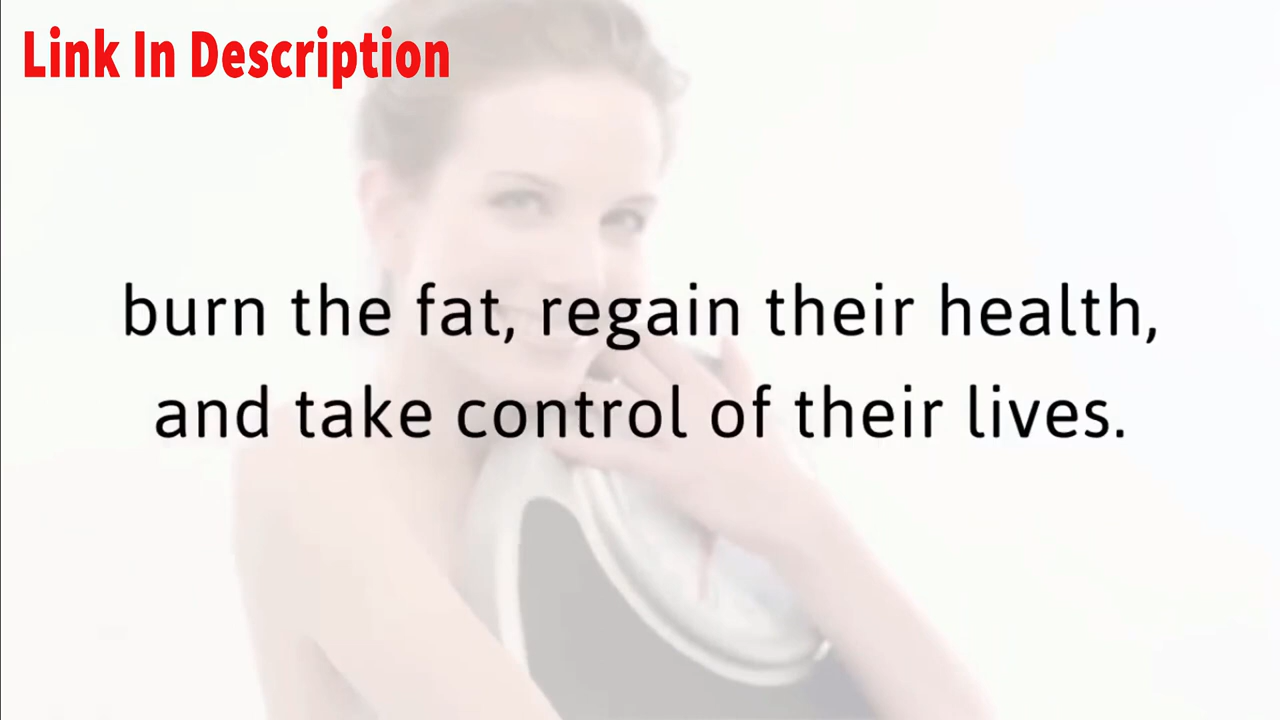 Link In Description
burn the fat, regain their health,
and take control of their lives.